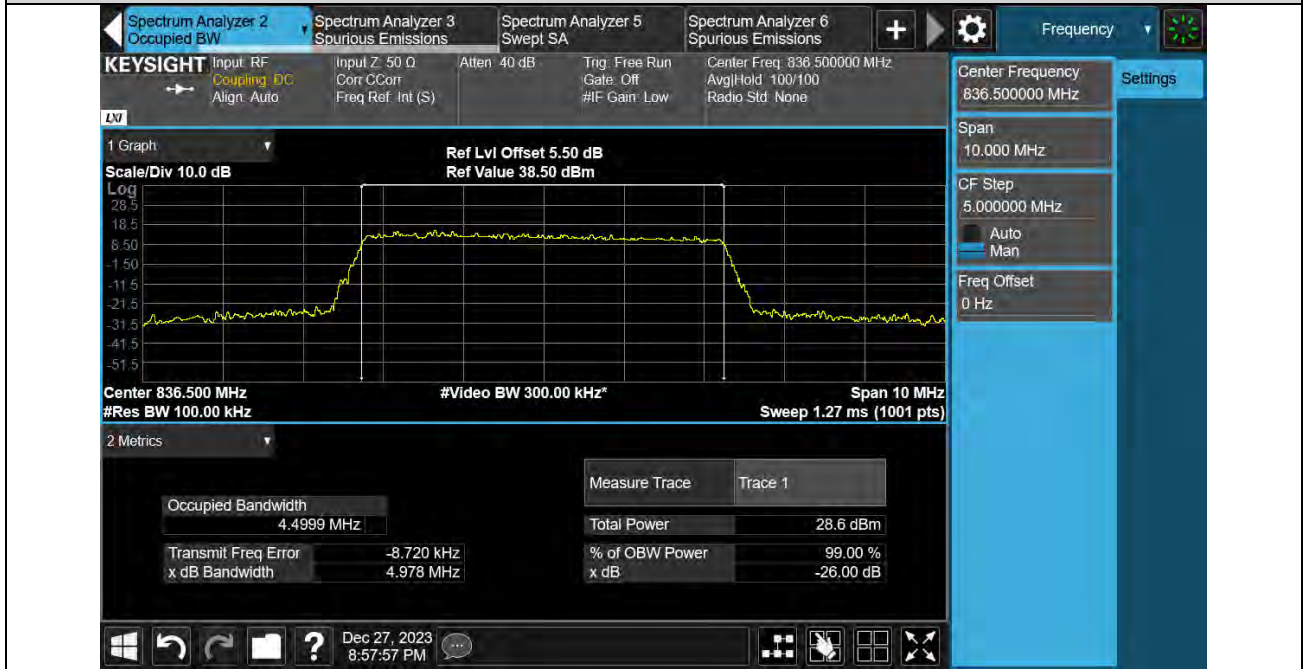 Spectrum Analyzer 2
Occupied BW
Spectrum Analyzer 3
Spurious Emissions
Spectrum Analyzer 5
Swept SA
Spectrum Analyzer 6
Spurious Emissions
+
Frequency
KEYSIGHT
Input: RF
Coupling: DC
Align: Auto
Input Z: 50 Ω
Corr CCorr
Freq Ref: Int (S)
Atten: 40 dB
Trig: Free Run
Gate: Off
#IF Gain: Low
Center Freq: 836.500000 MHz
Avg|Hold: 100/100
Radio Std: None
LXI
Center Frequency
836.500000 MHz
Settings
Span
10.000 MHz
CF Step
5.000000 MHz
Auto
Man
Freq Offset
0 Hz
1 Graph
Scale/Div 10.0 dB
Ref Lvl Offset 5.50 dB
Ref Value 38.50 dBm
Log
28.5
18.5
8.50
-1.50
-11.5
-21.5
-31.5
-41.5
-51.5
Center 836.500 MHz
#Video BW 300.00 kHz*
Span 10 MHz
#Res BW 100.00 kHz
Sweep 1.27 ms (1001 pts)
2 Metrics
Measure Trace Trace 1
Occupied Bandwidth
4.4999 MHz
Total Power 28.6 dBm
Transmit Freq Error -8.720 kHz
% of OBW Power 99.00 %
x dB Bandwidth 4.978 MHz
x dB -26.00 dB
?
Dec 27, 2023
8:57:57 PM